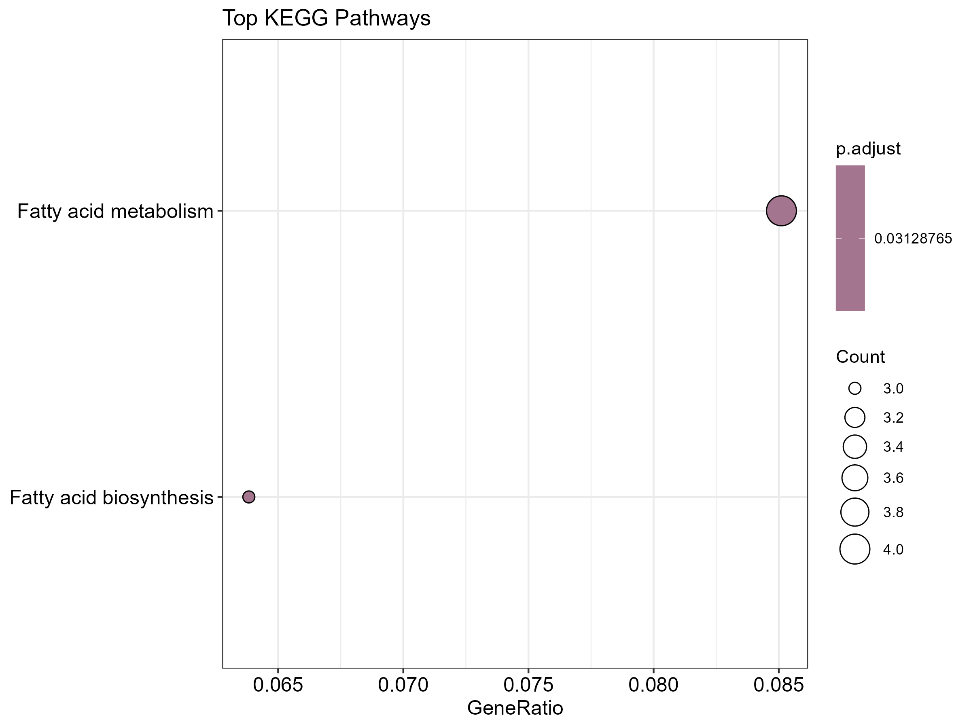 Top KEGG Pathways
Fatty acid metabolism
Fatty acid biosynthesis
0.065 0.070 0.075 0.080 0.085
GeneRatio
p.adjust
0.03128765
Count
3.0
3.2
3.4
3.6
3.8
4.0